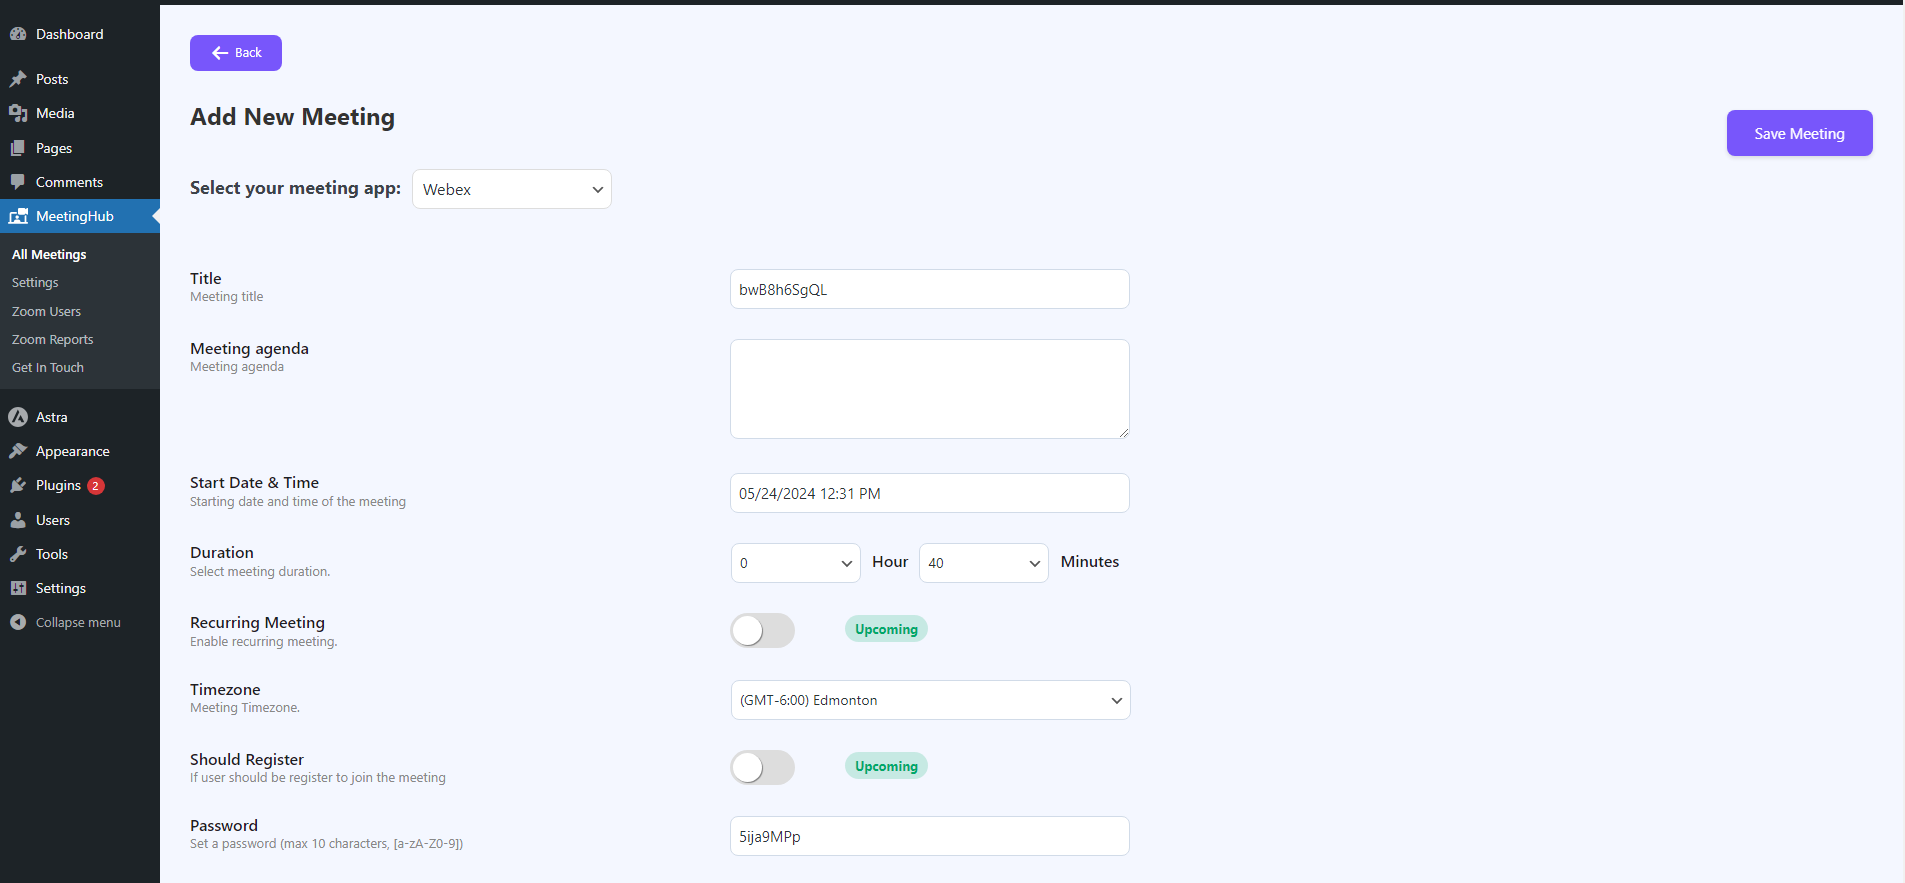 Dashboard
Posts
Media
Pages
Comments
MeetingHub
All Meetings
Settings
Zoom Users
Zoom Reports
Get In Touch
Astra
Appearance
Plugins 2
Users
Tools
Settings
Collapse menu
Back
Add New Meeting
Save Meeting
Select your meeting app: Webex
Title
Meeting title
bwB8h6SgQL
Meeting agenda
Meeting agenda
Start Date & Time
Starting date and time of the meeting
05/24/2024 12:31 PM
Duration
Select meeting duration.
0 Hour 40 Minutes
Recurring Meeting
Enable recurring meeting.
Upcoming
Timezone
Meeting Timezone.
(GMT-6:00) Edmonton
Should Register
If user should be register to join the meeting
Upcoming
Password
Set a password (max 10 characters, [a-zA-Z0-9])
5ija9MPp